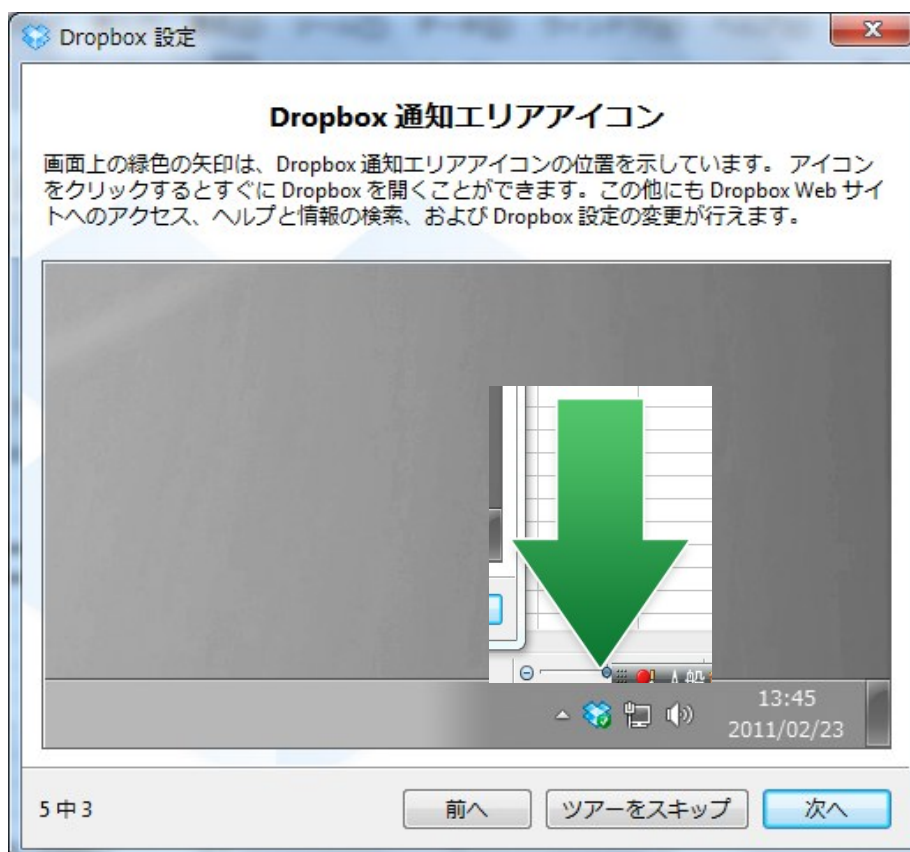 Dropbox 設定
Dropbox 通知エリアアイコン
画面上の緑色の矢印は、Dropbox 通知エリアアイコンの位置を示しています。 アイコン
をクリックするとすぐに Dropbox を開くことができます。この他にも Dropbox Web サイ
トへのアクセス、ヘルプと情報の検索、および Dropbox 設定の変更が行えます。
13:45
2011/02/23
5 中 3
前へ
ツアーをスキップ
次へ